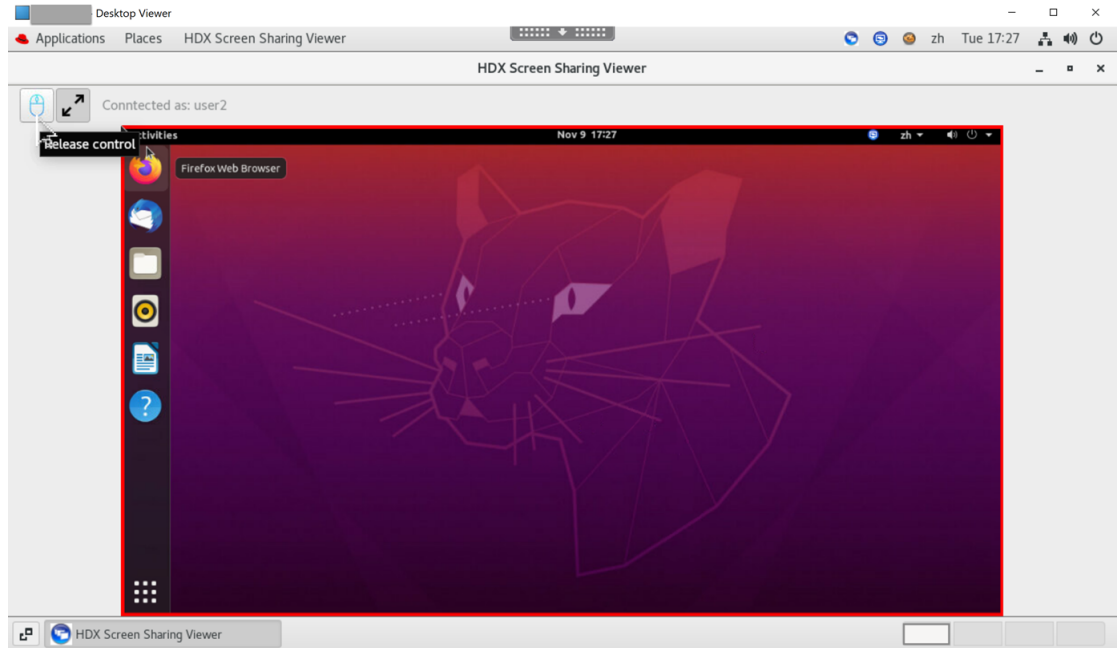 Desktop Viewer
Applications Places HDX Screen Sharing Viewer zh Tue 17:27
HDX Screen Sharing Viewer
Conntected as: user2
Release control
tivities Nov 9 17:27 zh
Firefox Web Browser
?
HDX Screen Sharing Viewer